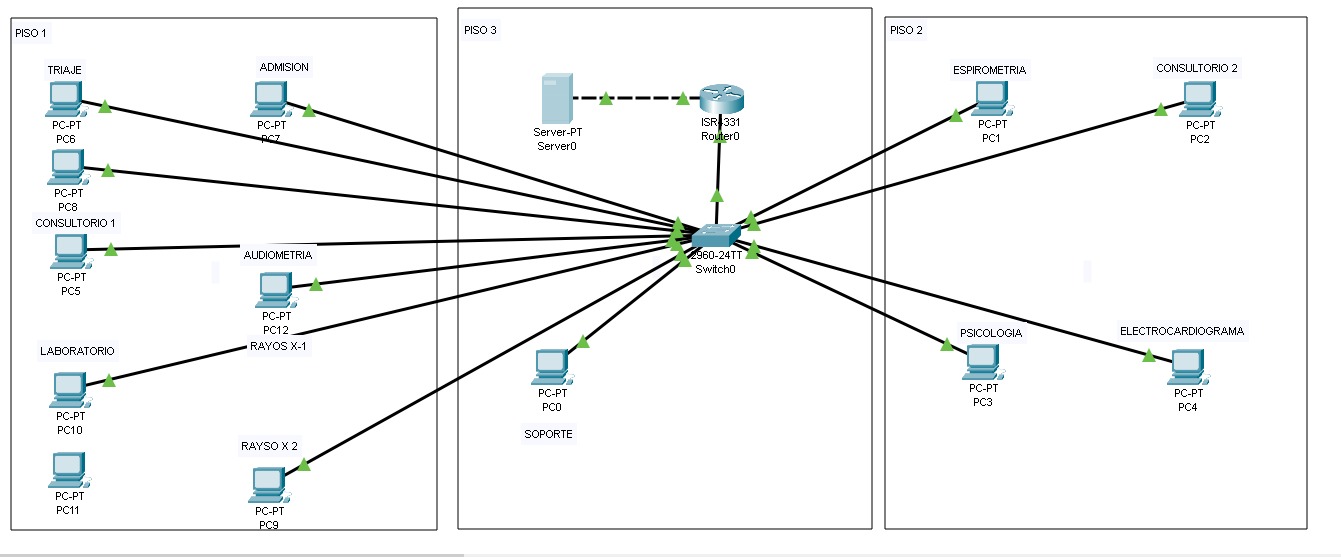 PISO 1
TRIAJE
ADMISION
PC-PT
PC6
PC-PT
PC7
PC-PT
PC8
CONSULTORIO 1
PC-PT
PC5
AUDIOMETRIA
PC-PT
PC12
RAYOS X-1
LABORATORIO
PC-PT
PC10
RAYSO X 2
PC-PT
PC11
PC-PT
PC9
PISO 3
Server-PT
Server0
ISR4331
Router0
2960-24TT
Switch0
PC-PT
PC0
SOPORTE
PISO 2
ESPIROMETRIA
CONSULTORIO 2
PC-PT
PC1
PC-PT
PC2
PSICOLOGIA
ELECTROCARDIOGRAMA
PC-PT
PC3
PC-PT
PC4